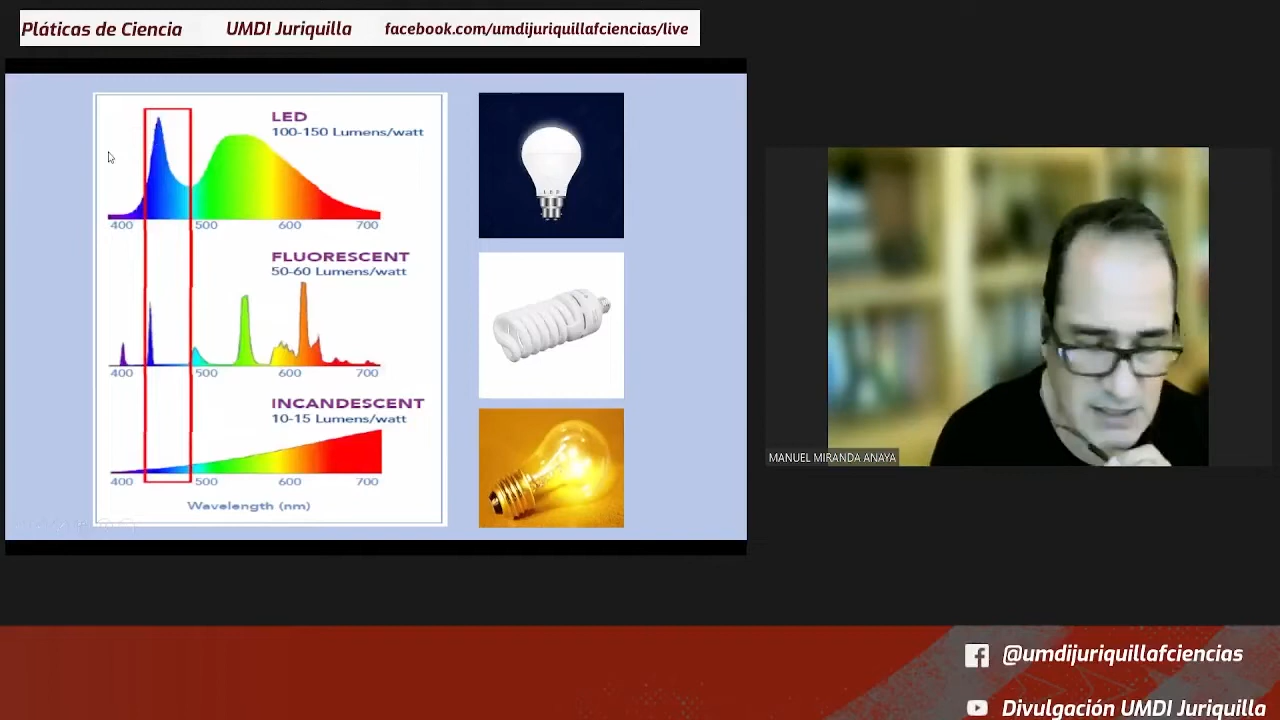 Pláticas de Ciencia UMDI Juriquilla facebook.com/umdijuriquillafciencias/live
LED
100-150 Lumens/watt
400 500 600 700
FLUORESCENT
50-60 Lumens/watt
400 500 600 700
INCANDESCENT
10-15 Lumens/watt
400 500 600 700
Wavelength (nm)
LED
MANUEL MIRANDA ANAYA
@umdijuriquillafciencias
Divulgación UMDI Juriquilla